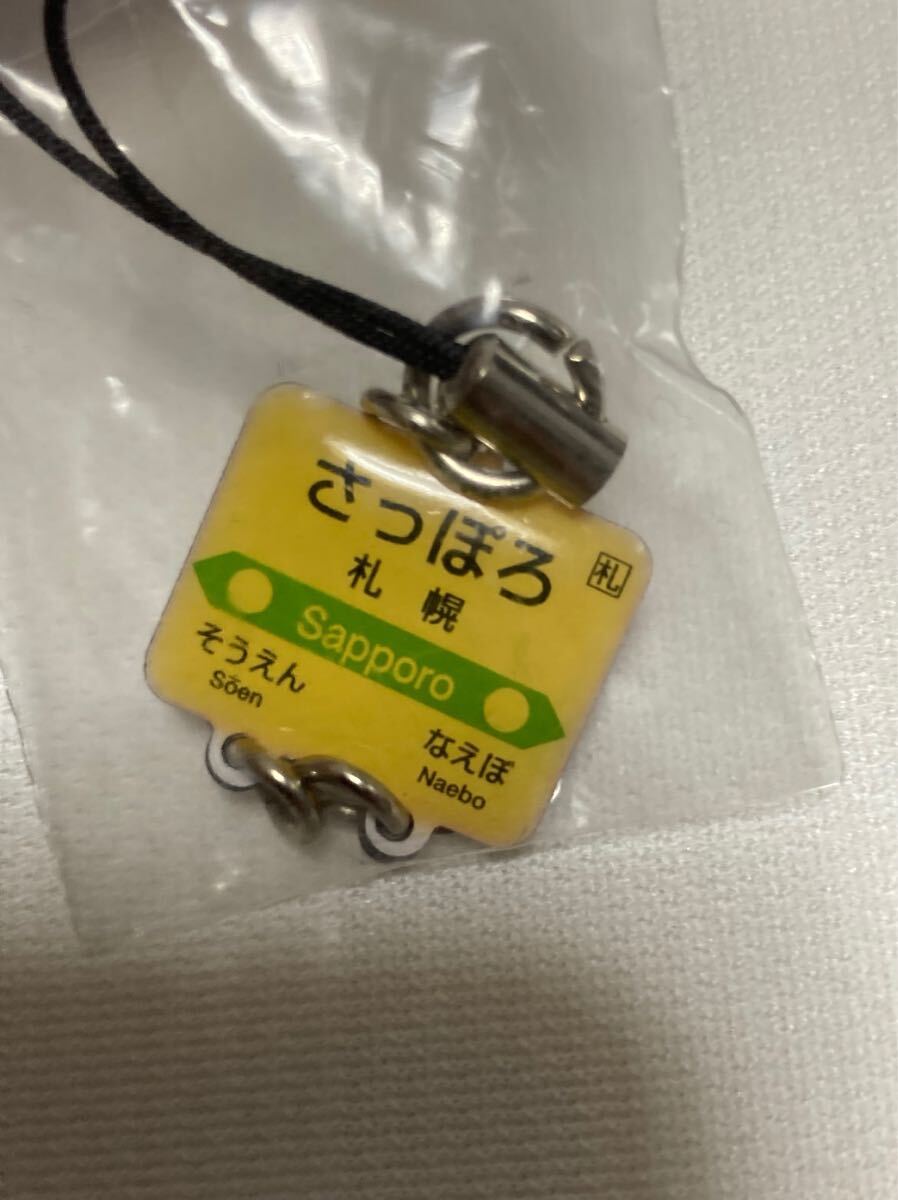 さっぽろ
札
札幌
Sapporo
そうえん
Sōen
なえぼ
Naebo